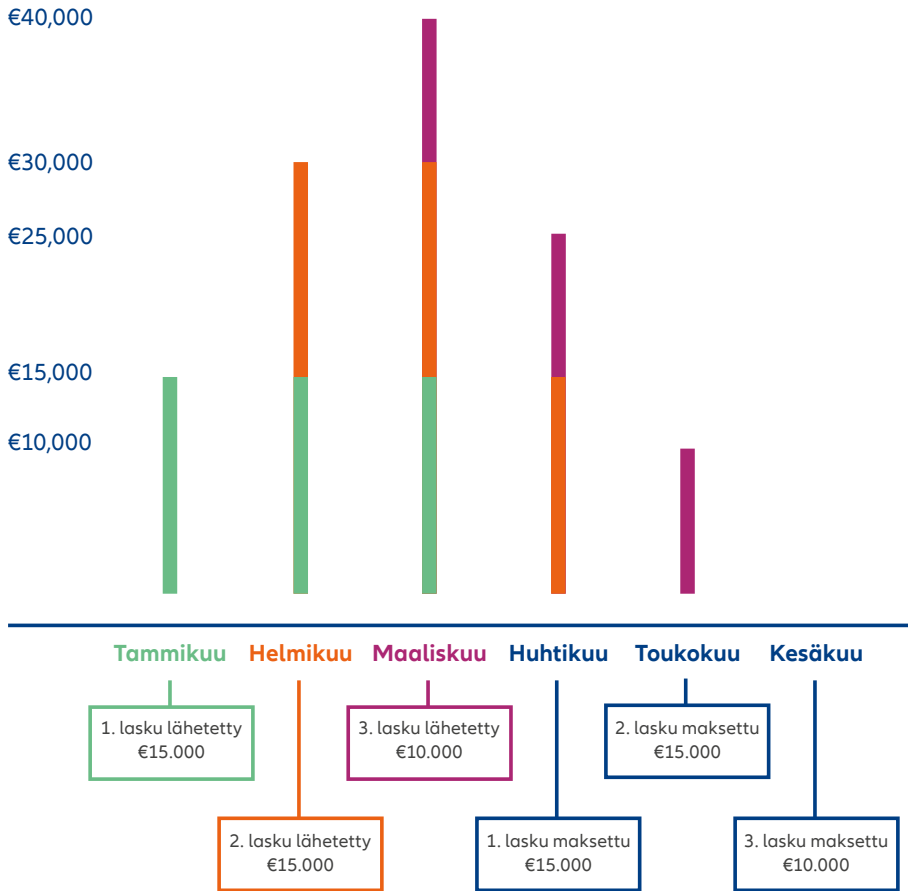 €40,000
€30,000
€25,000
€15,000
€10,000
Tammikuu Helmikuu Maaliskuu Huhtikuu Toukokuu Kesäkuu
1. lasku lähetetty
€15.000
3. lasku lähetetty
€10.000
2. lasku maksettu
€15.000
2. lasku lähetetty
€15.000
1. lasku maksettu
€15.000
3. lasku maksettu
€10.000